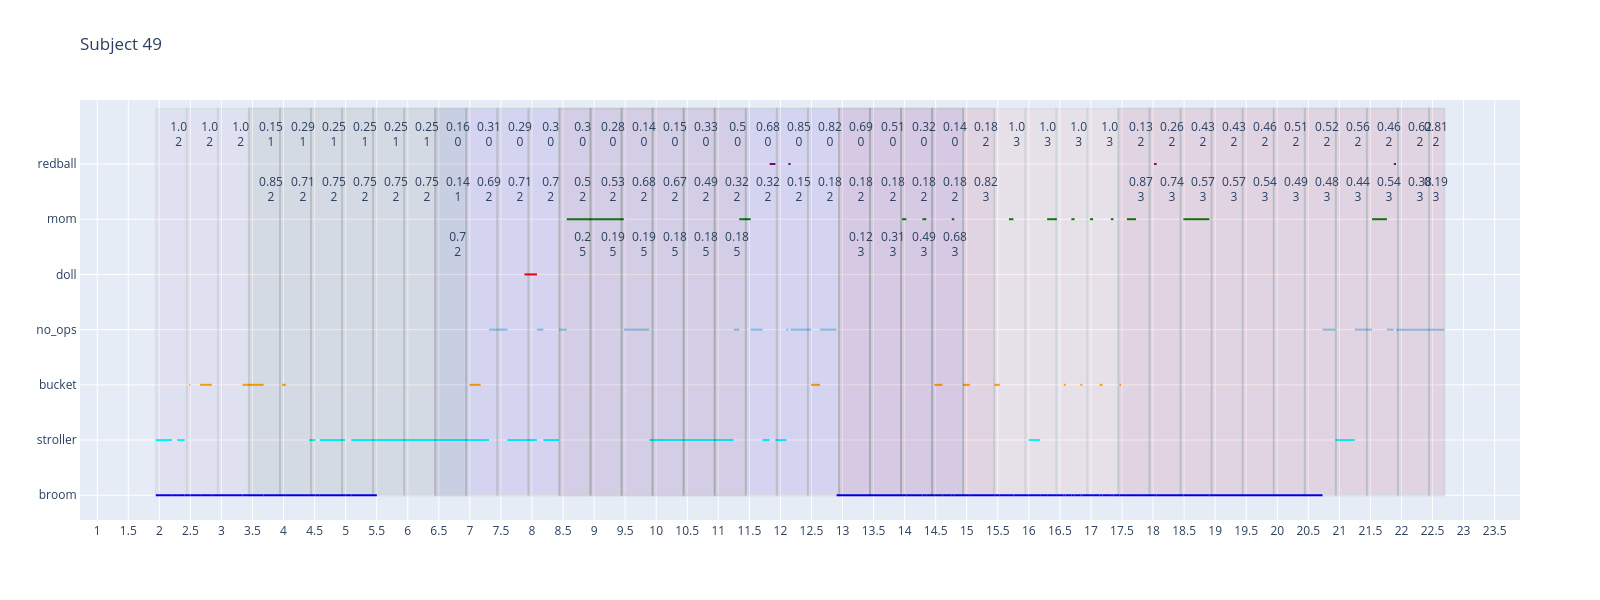 Subject 49
1.0 1.0 1.0 0.15 0.29 0.25 0.25 0.25 0.25 0.16 0.31 0.29 0.3 0.3 0.28 0.14 0.15 0.33 0.5 0.68 0.85 0.82 0.69 0.51 0.32 0.14 0.18 1.0 1.0 1.0 1.0 0.13 0.26 0.43 0.43 0.46 0.51 0.52 0.56 0.46 0.81
2 2 2 1 1 1 1 1 1 0 0 0 0 0 0 0 0 0 0 0 0 0 0 0 0 0 2 3 3 3 3 2 2 2 2 2 2 2 2 2 2 2
redball
0.85 0.71 0.75 0.75 0.75 0.75 0.14 0.69 0.71 0.7 0.5 0.53 0.68 0.67 0.49 0.32 0.32 0.15 0.18 0.18 0.18 0.18 0.18 0.82 0.87 0.74 0.57 0.57 0.54 0.49 0.48 0.44 0.54 0.19
2 2 2 2 2 2 1 2 2 2 2 2 2 2 2 2 2 2 2 2 2 2 2 3 3 3 3 3 3 3 3 3 3 3 3
mom
0.7 0.2 0.19 0.19 0.18 0.18 0.18 0.12 0.31 0.49 0.68
2 5 5 5 5 5 5 3 3 3 3
doll
no_ops
bucket
stroller
broom
1 1.5 2 2.5 3 3.5 4 4.5 5 5.5 6 6.5 7 7.5 8 8.5 9 9.5 10 10.5 11 11.5 12 12.5 13 13.5 14 14.5 15 15.5 16 16.5 17 17.5 18 18.5 19 19.5 20 20.5 21 21.5 22 22.5 23 23.5